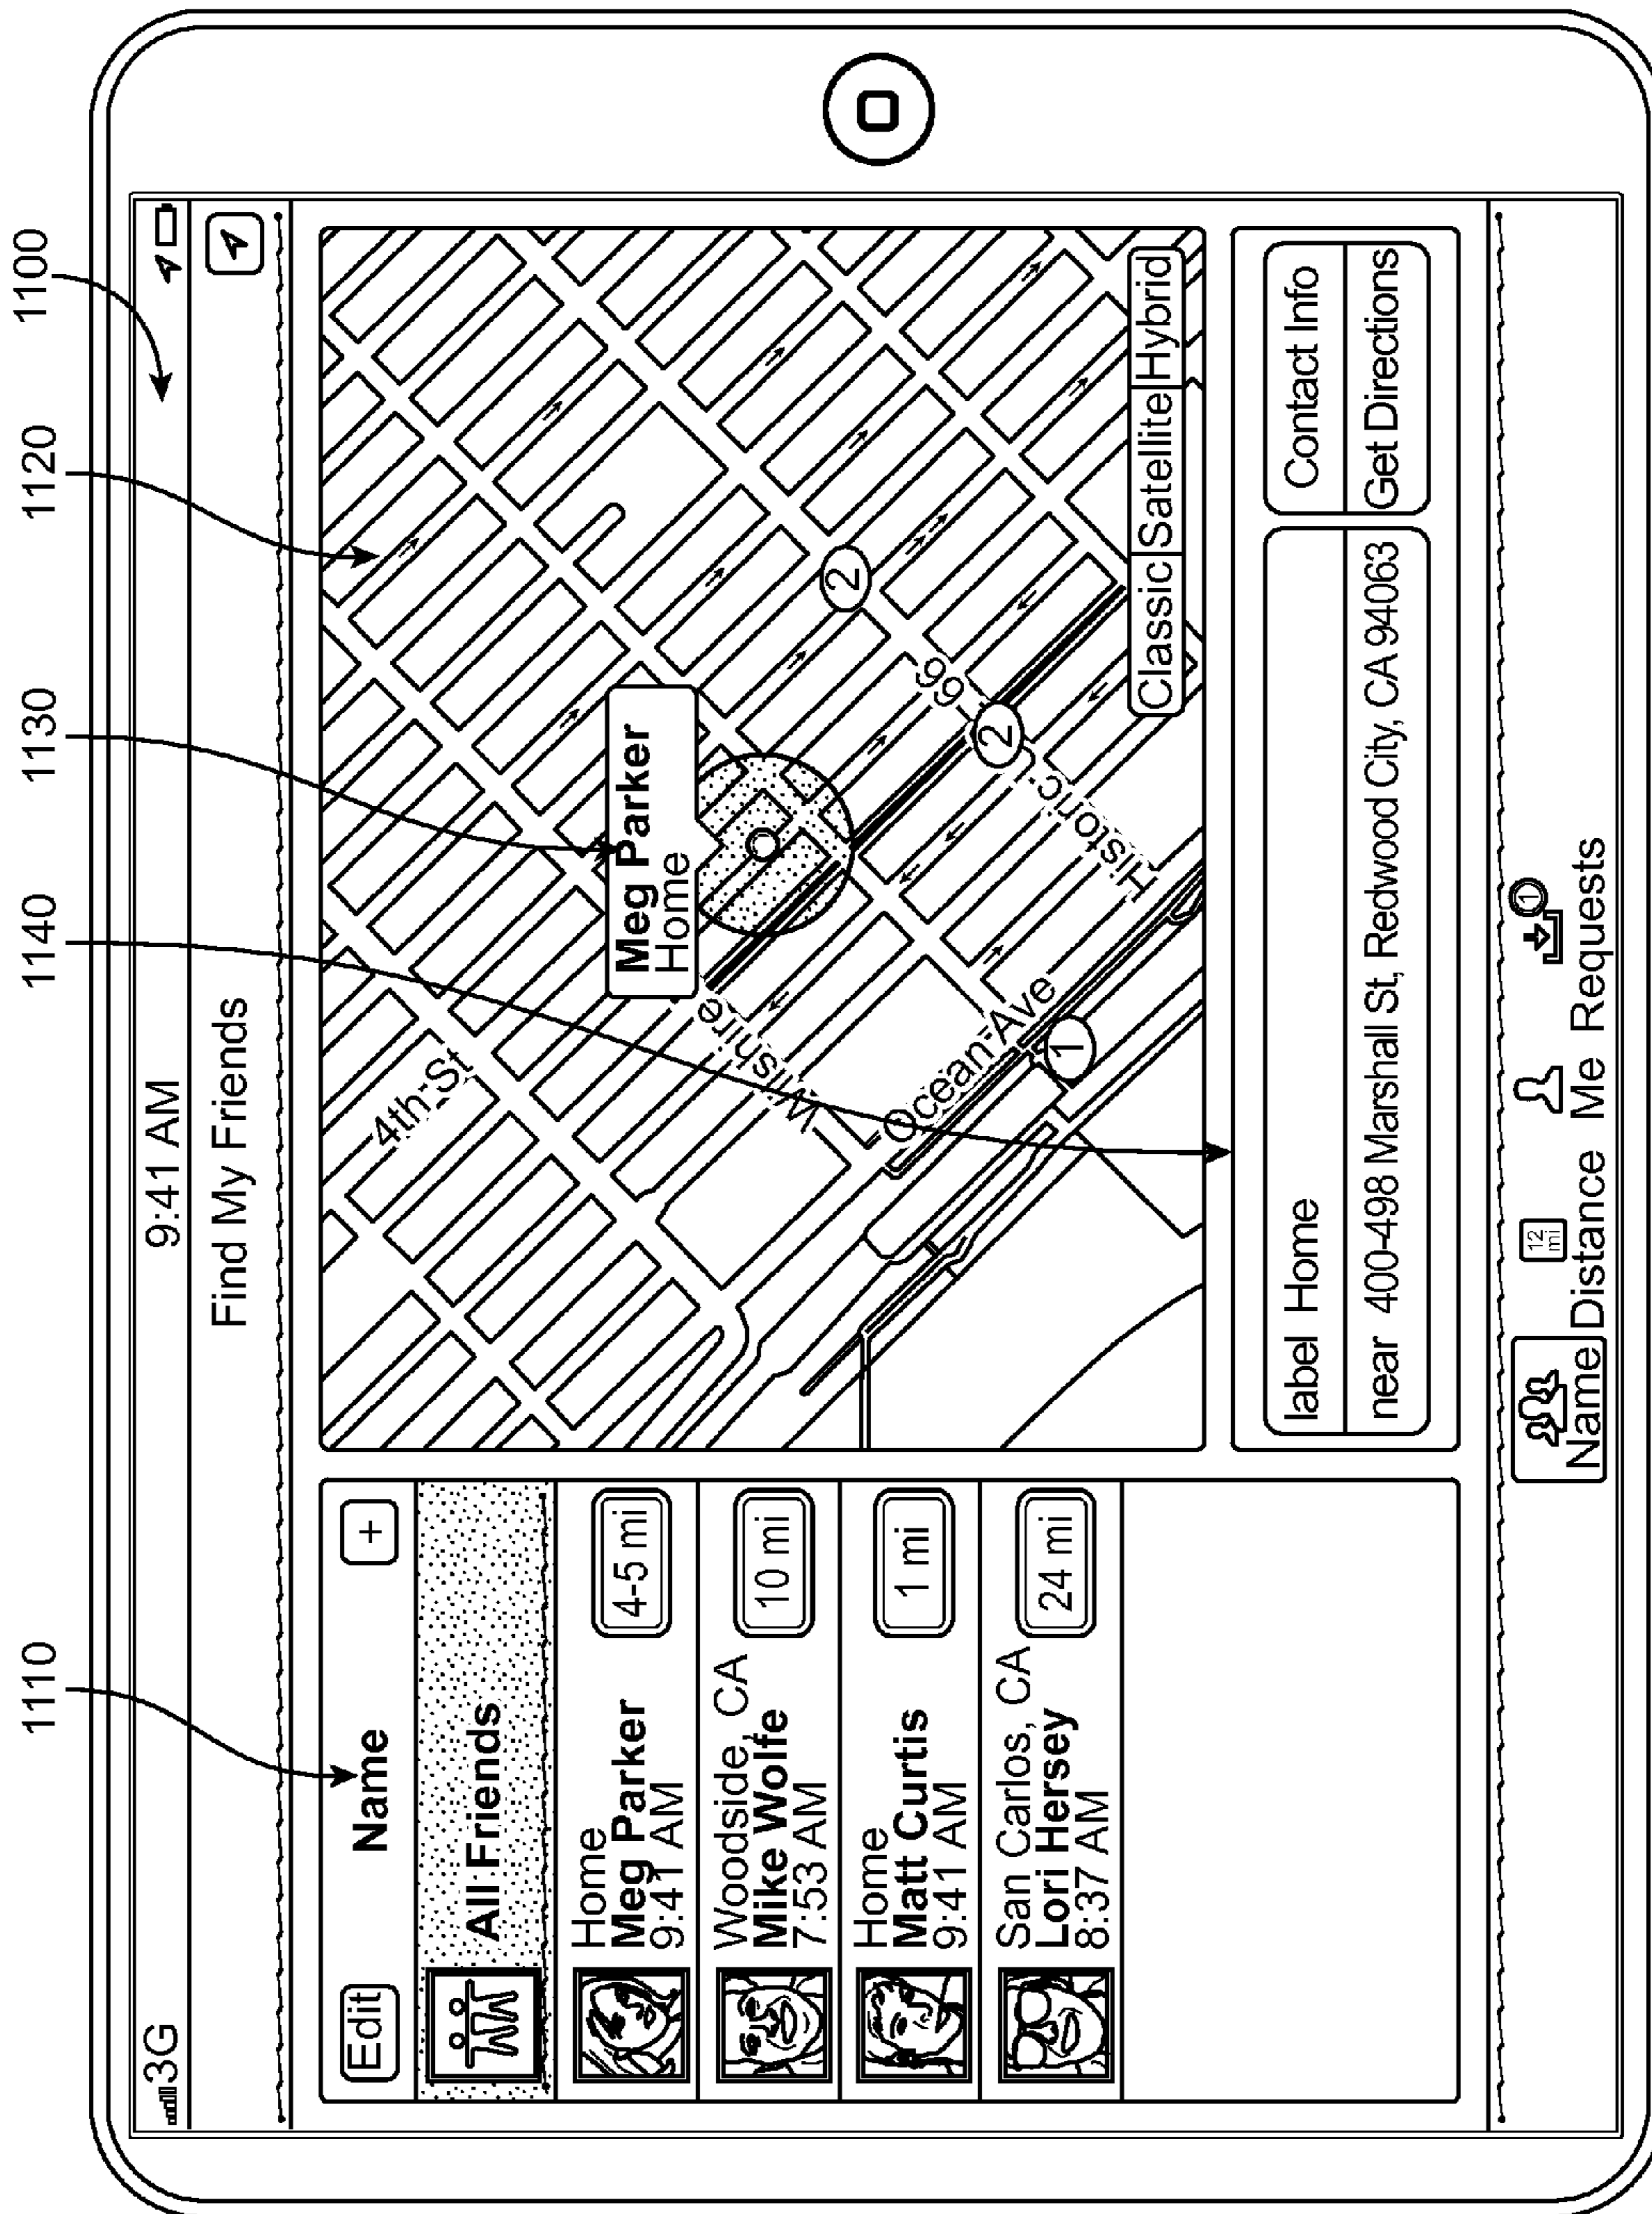 1110
1140
1130
1120
1100
3G
9:41 AM
Find My Friends
Edit
Name
+
All Friends
Home
Meg Parker
9:41 AM
4-5 mi
Woodside, CA
Mike Wolfe
7:53 AM
10 mi
Home
Matt Curtis
9:41 AM
1 mi
San Carlos, CA
Lori Hersey
8:37 AM
24 mi
4th St
Meg Parker
Home
Wilshire
2
Ocean Ave
1
Historic 66
2
Classic Satellite Hybrid
label Home
near 400-498 Marshall St, Redwood City, CA 94063
Contact Info
Get Directions
12
mi
1
Name Distance Me Requests